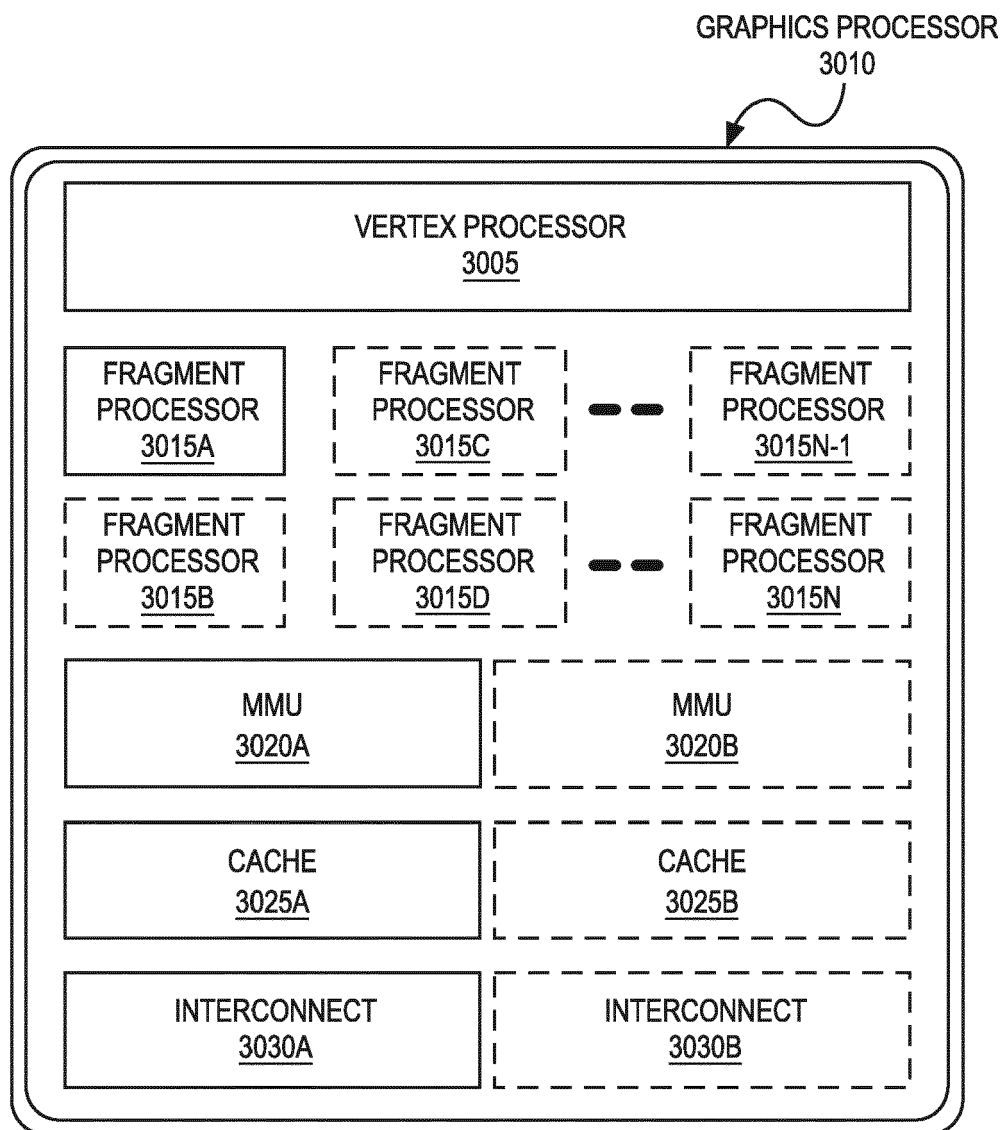 GRAPHICS PROCESSOR
3010
VERTEX PROCESSOR
3005
FRAGMENT
PROCESSOR
3015A
FRAGMENT
PROCESSOR
3015C
FRAGMENT
PROCESSOR
3015N-1
FRAGMENT
PROCESSOR
3015B
FRAGMENT
PROCESSOR
3015D
FRAGMENT
PROCESSOR
3015N
MMU
3020A
MMU
3020B
CACHE
3025A
CACHE
3025B
INTERCONNECT
3030A
INTERCONNECT
3030B